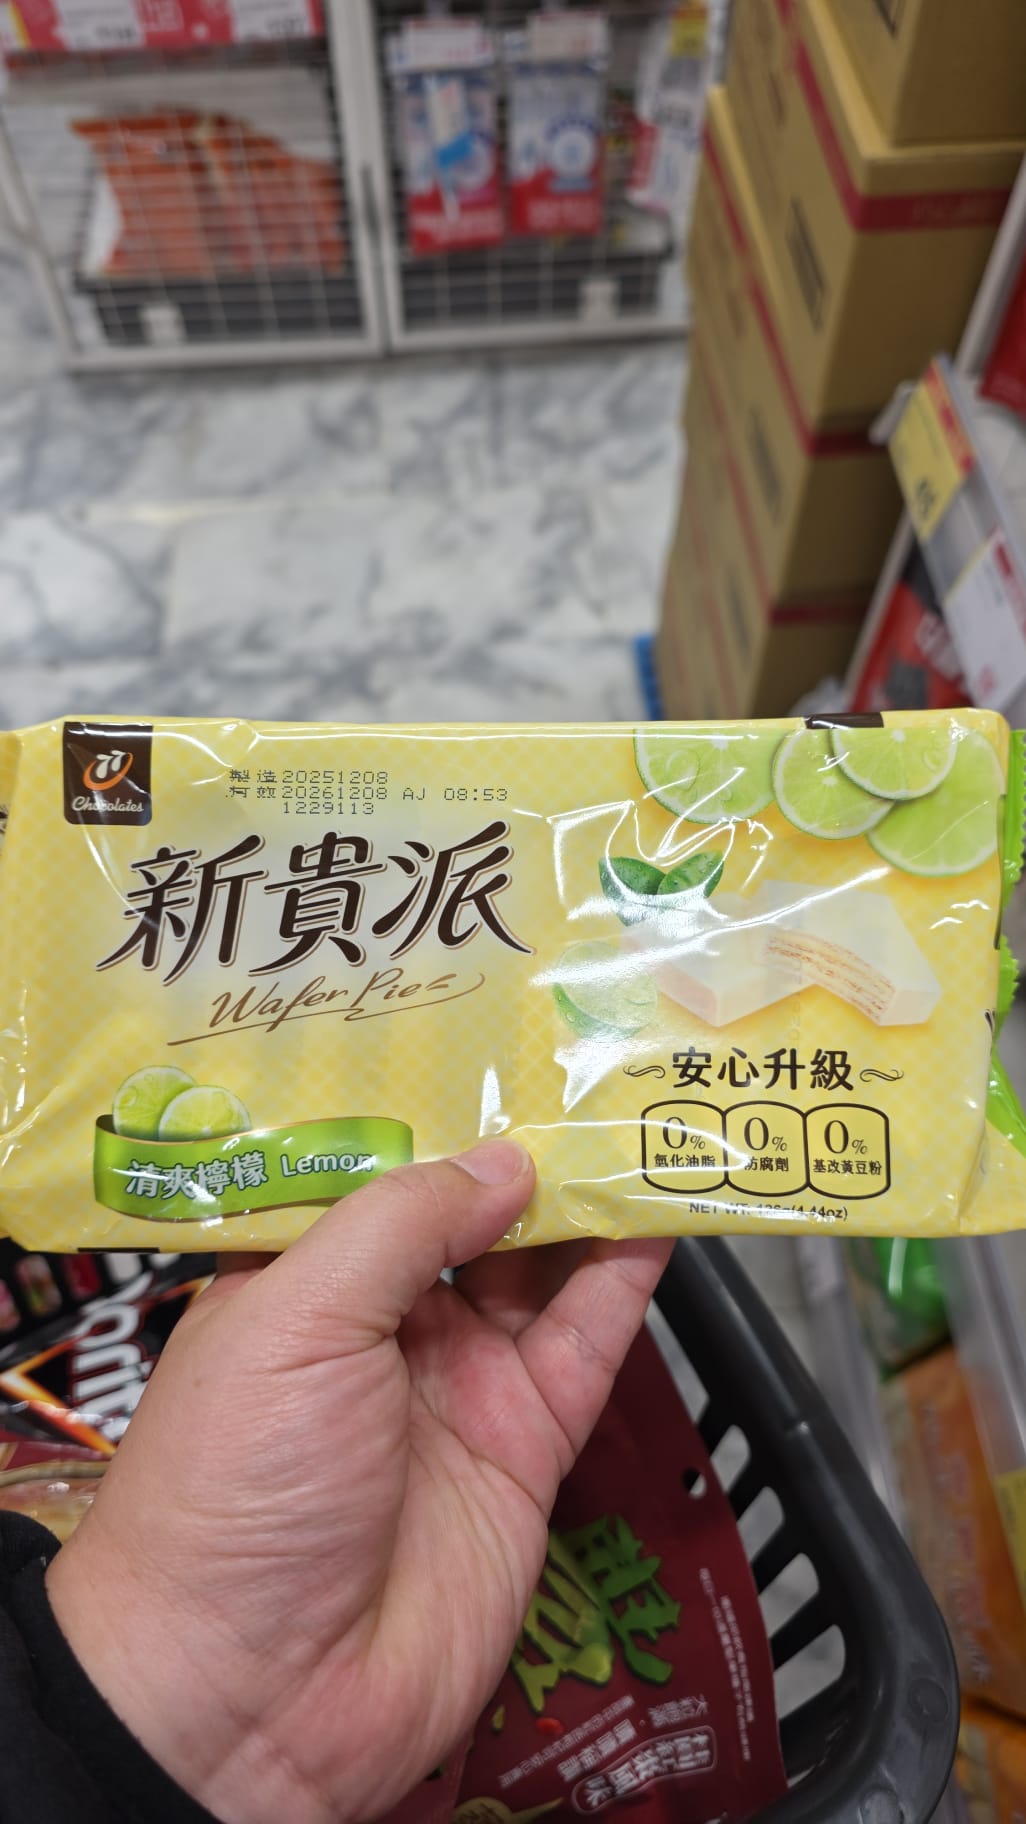 77
Chocolates
製造20251208
有效20261208 AJ 08:53
1229113
新貴派
Wafer Pie
清爽檸檬 Lemon
安心升級
0%
氫化油脂
0%
防腐劑
0%
基改黃豆粉
NET WT. (4.44oz)